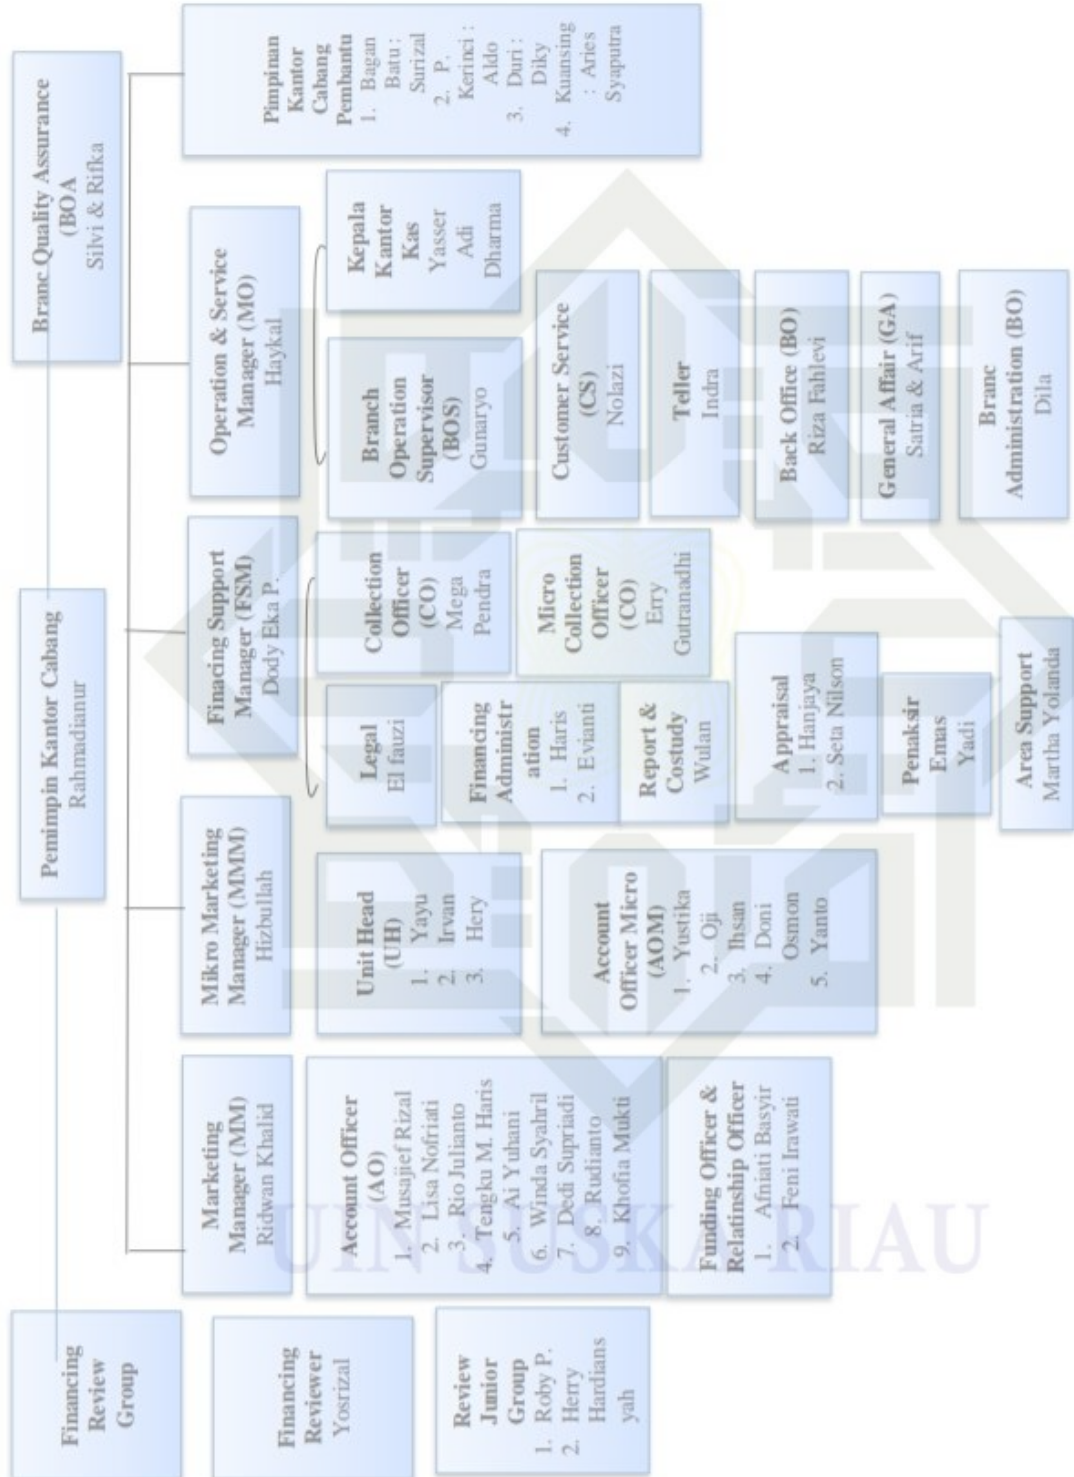 Pemimpin Kantor Cabang
Rahmadianur
Branc Quality Assurance
(BOA
Silvi & Rifka
Financing
Review
Group
Financing
Reviewer
Yosrizal
Review
Junior
Group
1. Roby P.
2. Herry
Hardians
yah
Marketing
Manager (MM)
Ridwan Khalid
Account Officer
(AO)
1. Musajief Rizal
2. Lisa Nofriati
3. Rio Julianto
4. Tengku M. Haris
5. Ai Yuhani
6. Winda Syahril
7. Dedi Supriadi
8. Rudianto
9. Khofia Mukti
Funding Officer &
Relatinship Officer
1. Afniati Basyir
2. Feni Irawati
Mikro Marketing
Manager (MMM)
Hizbullah
Unit Head
(UH)
1. Yayu
2. Irvan
3. Hery
Account
Officer Micro
(AOM)
1. Yustika
2. Oji
3. Ihsan
4. Doni
Osmon
5. Yanto
Finacing Support
Manager (FSM)
Dody Eka P.
Legal
El fauzi
Financing
Administr
ation
1. Haris
2. Evianti
Report &
Costudy
Wulan
Appraisal
1. Hanjaya
2. Seta Nilson
Penaksir
Emas
Yadi
Area Support
Martha Yolanda
Collection
Officer
(CO)
Mega
Pendra
Micro
Collection
Officer
(CO)
Erry
Gutranadhi
Operation & Service
Manager (MO)
Haykal
Branch
Operation
Supervisor
(BOS)
Gunaryo
Kepala
Kantor
Kas
Yasser
Adi
Dharma
Customer Service
(CS)
Nolazi
Teller
Indra
Back Office (BO)
Riza Fahlevi
General Affair (GA)
Satria & Arif
Branc
Administration (BO)
Dila
Pimpinan
Kantor
Cabang
Pembantu
1. Bagan
Batu :
Surizal
2. P.
Kerinci :
Aldo
3. Duri :
Diky
4. Kuansing
: Aries
Syaputra
UIN SUSKA RIAU